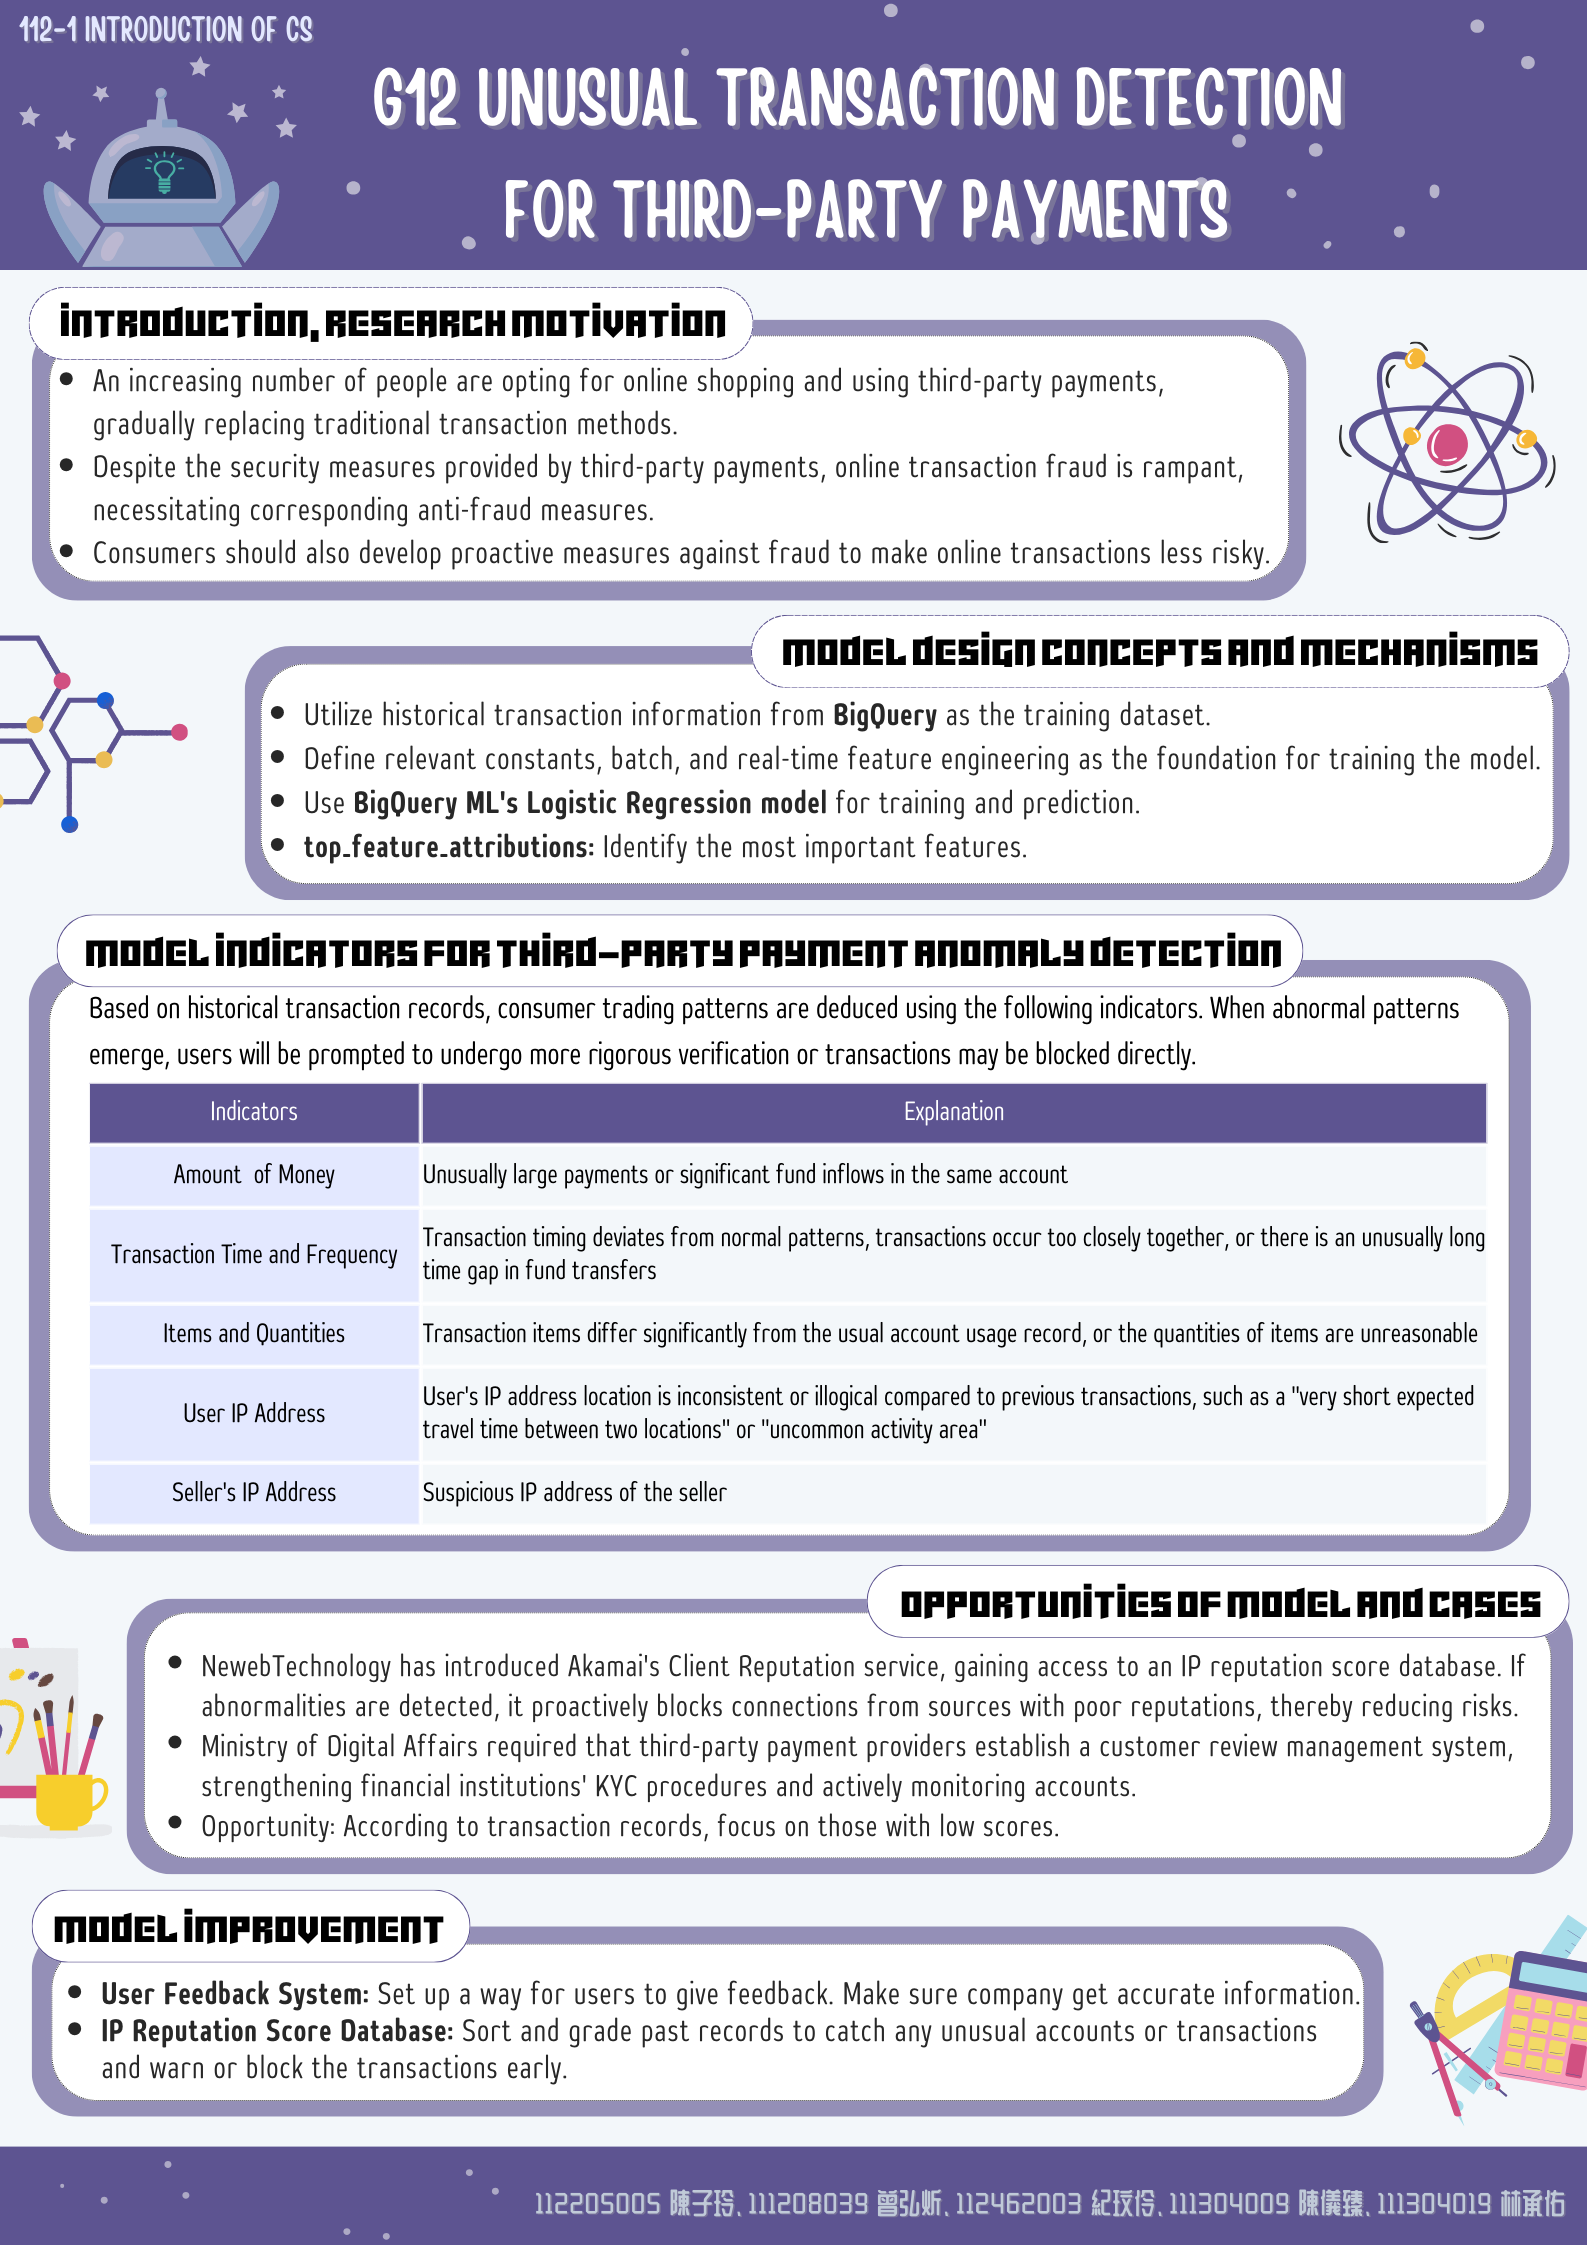 112-1 INTRODUCTION OF CS
G12 UNUSUAL TRANSACTION DETECTION
FOR THIRD-PARTY PAYMENTS
INTRODUCTION, RESEARCH MOTIVATION
• An increasing number of people are opting for online shopping and using third-party payments,
gradually replacing traditional transaction methods.
• Despite the security measures provided by third-party payments, online transaction fraud is rampant,
necessitating corresponding anti-fraud measures.
• Consumers should also develop proactive measures against fraud to make online transactions less risky.
MODEL DESIGN CONCEPTS AND MECHANISMS
• Utilize historical transaction information from BigQuery as the training dataset.
• Define relevant constants, batch, and real-time feature engineering as the foundation for training the model.
• Use BigQuery ML's Logistic Regression model for training and prediction.
• top_feature_attributions: Identify the most important features.
MODEL INDICATORS FOR THIRD-PARTY PAYMENT ANOMALY DETECTION
Based on historical transaction records, consumer trading patterns are deduced using the following indicators. When abnormal patterns
emerge, users will be prompted to undergo more rigorous verification or transactions may be blocked directly.
Indicators Explanation
Amount of Money Unusually large payments or significant fund inflows in the same account
Transaction Time and Frequency Transaction timing deviates from normal patterns, transactions occur too closely together, or there is an unusually long
time gap in fund transfers
Items and Quantities Transaction items differ significantly from the usual account usage record, or the quantities of items are unreasonable
User IP Address User's IP address location is inconsistent or illogical compared to previous transactions, such as a "very short expected
travel time between two locations" or "uncommon activity area"
Seller's IP Address Suspicious IP address of the seller
OPPORTUNITIES OF MODEL AND CASES
• NewebTechnology has introduced Akamai's Client Reputation service, gaining access to an IP reputation score database. If
abnormalities are detected, it proactively blocks connections from sources with poor reputations, thereby reducing risks.
• Ministry of Digital Affairs required that third-party payment providers establish a customer review management system,
strengthening financial institutions' KYC procedures and actively monitoring accounts.
• Opportunity: According to transaction records, focus on those with low scores.
MODEL IMPROVEMENT
• User Feedback System: Set up a way for users to give feedback. Make sure company get accurate information.
• IP Reputation Score Database: Sort and grade past records to catch any unusual accounts or transactions
and warn or block the transactions early.
112205005 陳子玲、111208039 曾弘炘、112462003 紀玟伶、111304009 陳儀臻、111304019 林承佑